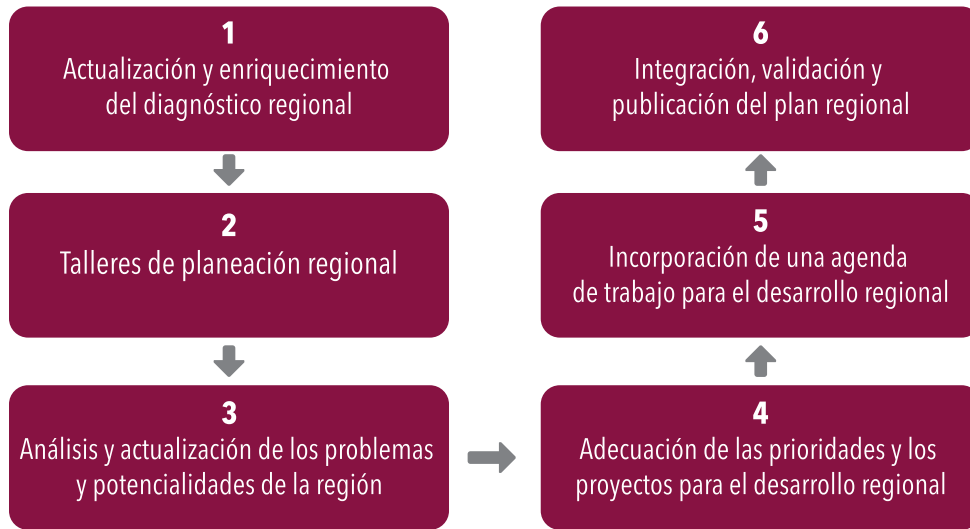 1
Actualización y enriquecimiento
del diagnóstico regional
2
Talleres de planeación regional
3
Análisis y actualización de los problemas
y potencialidades de la región
4
Adecuación de las prioridades y los
proyectos para el desarrollo regional
5
Incorporación de una agenda
de trabajo para el desarrollo regional
6
Integración, validación y
publicación del plan regional